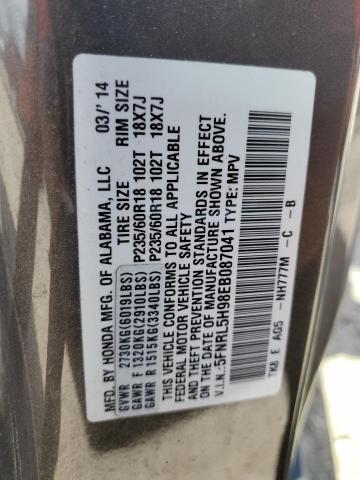 MFD. BY HONDA MFG. OF ALABAMA, LLC 03/'14
TIRE SIZE RIM SIZE
GVWR 2730KG(6019LBS)
GAWR F 1320KG(2910LBS) P235/60R18 102T 18X7J
GAWR R 1515KG(3340LBS) P235/60R18 102T 18X7J
THIS VEHICLE CONFORMS TO ALL APPLICABLE
FEDERAL MOTOR VEHICLE SAFETY
AND THEFT PREVENTION STANDARDS IN EFFECT
ON THE DATE OF MANUFACTURE SHOWN ABOVE.
V.I.N.:5FNRL5H98EB087041 TYPE: MPV
TK8 E AG5 -NH777M -C -B